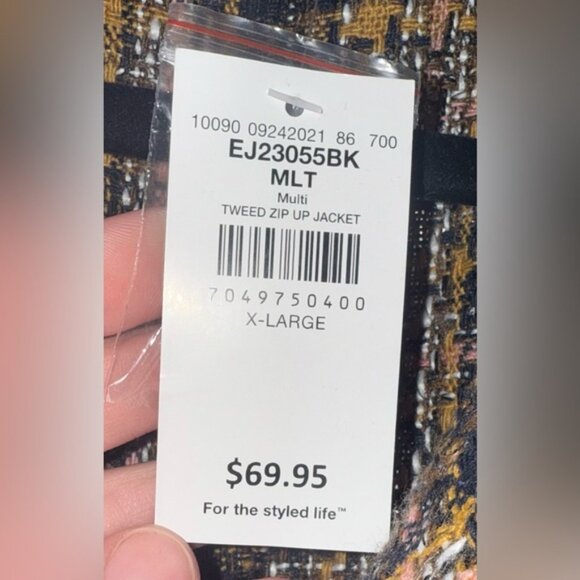 10090 09242021 86 700
EJ23055BK
MLT
Multi
TWEED ZIP UP JACKET
7049750400
X-LARGE
$69.95
For the styled life™